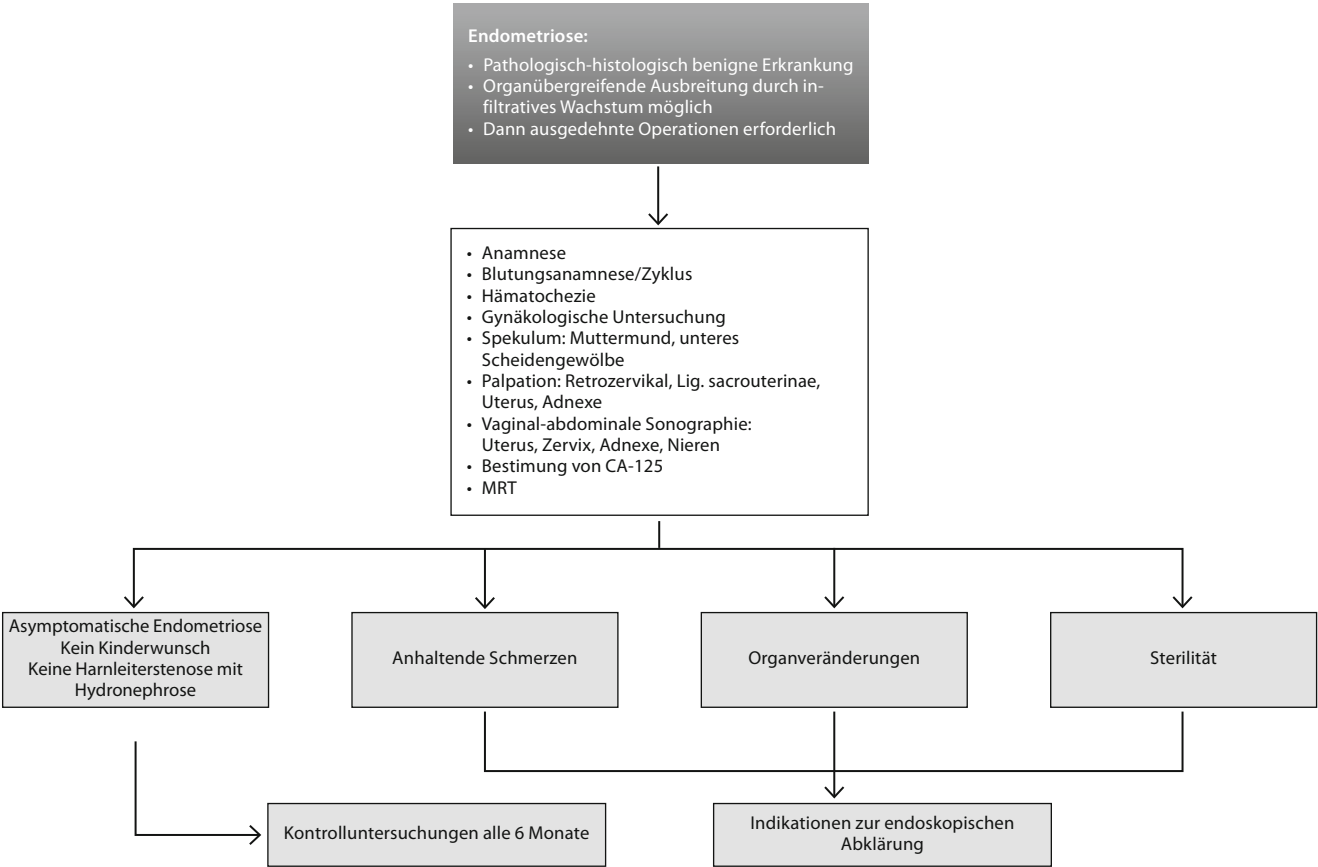 Endometriose:
• Pathologisch-histologisch benigne Erkrankung
• Organübergreifende Ausbreitung durch in-
filtratives Wachstum möglich
• Dann ausgedehnte Operationen erforderlich
• Anamnese
• Blutungsanamnese/Zyklus
• Hämatochezie
• Gynäkologische Untersuchung
• Spekulum: Muttermund, unteres
Scheidengewölbe
• Palpation: Retrozervikal, Lig. sacrouterinae,
Uterus, Adnexe
• Vaginal-abdominale Sonographie:
Uterus, Zervix, Adnexe, Nieren
• Bestimung von CA-125
• MRT
Asymptomatische Endometriose
Kein Kinderwunsch
Keine Harnleiterstenose mit
Hydronephrose
Anhaltende Schmerzen
Organveränderungen
Sterilität
Kontrolluntersuchungen alle 6 Monate
Indikationen zur endoskopischen
Abklärung